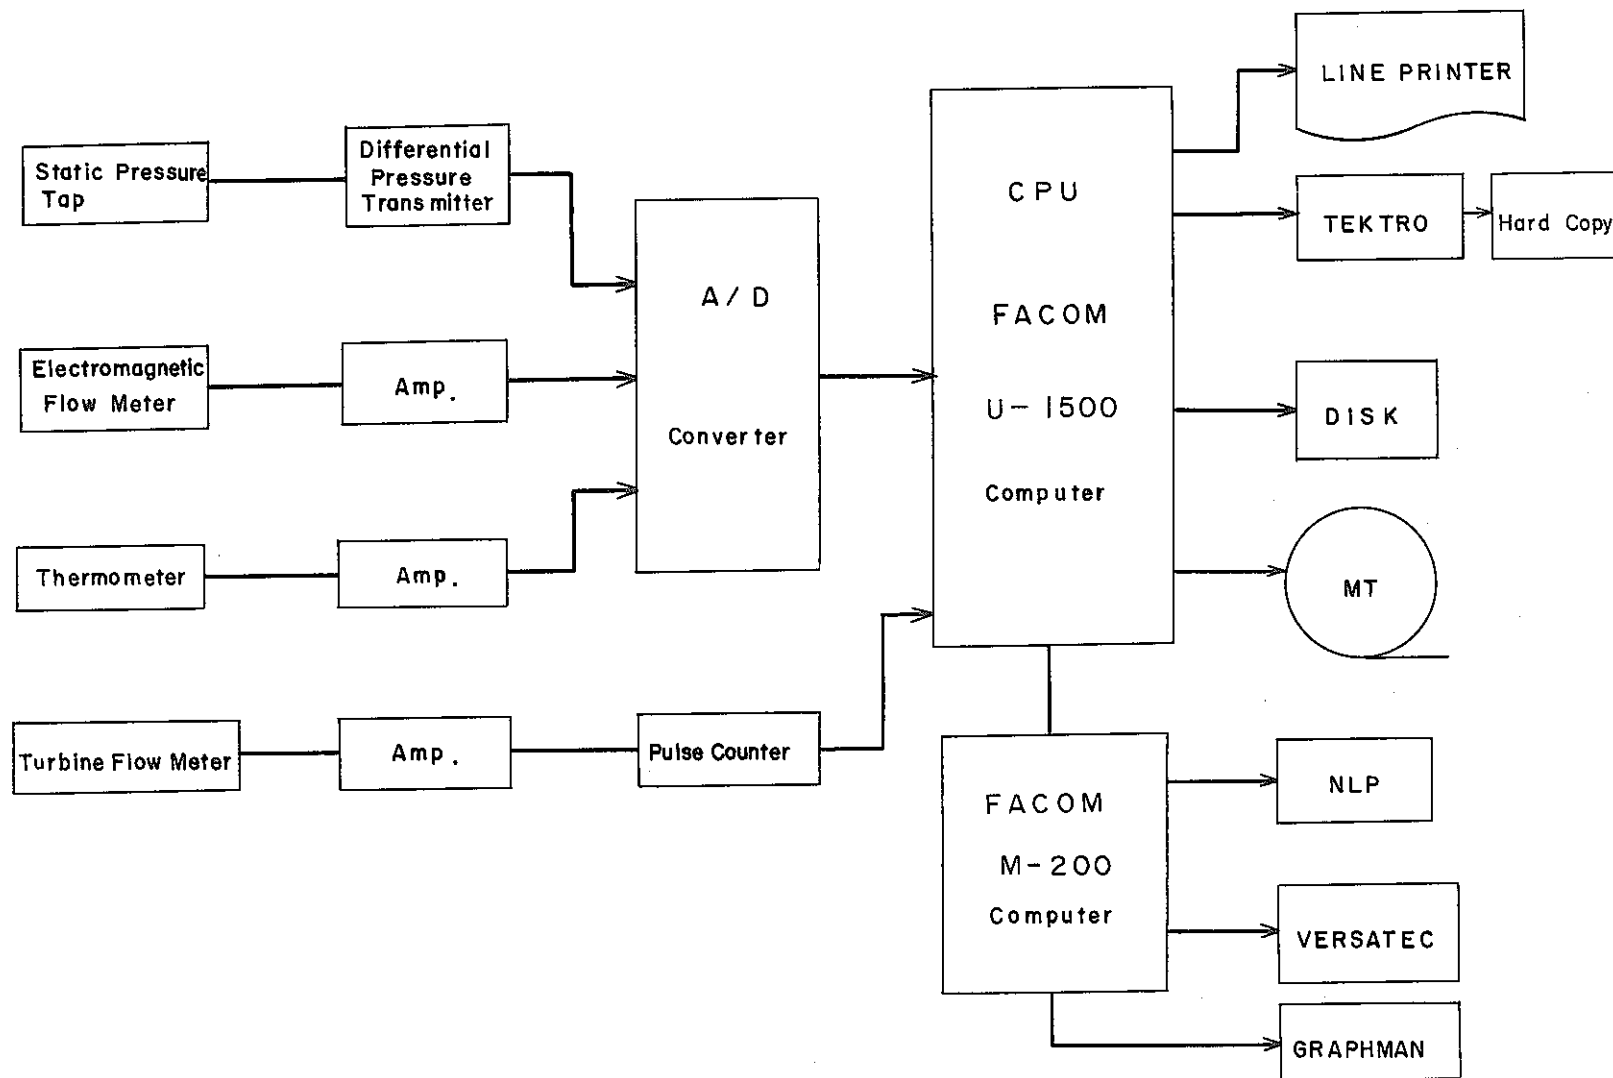 Static Pressure
Tap
Differential
Pressure
Transmitter
Electromagnetic
Flow Meter
Amp.
Thermometer
Amp.
Turbine Flow Meter
Amp.
Pulse Counter
A/D
Converter
CPU
FACOM
U-1500
Computer
FACOM
M-200
Computer
LINE PRINTER
TEKTRO
Hard Copy
DISK
MT
NLP
VERSATEC
GRAPHMAN